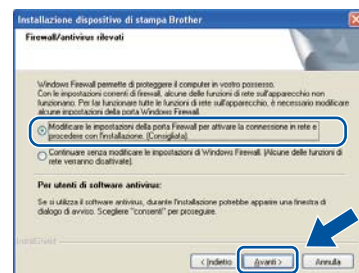 Installazione dispositivo di stampa Brother
Firewall/antivirus rilevati
Windows Firewall permette di proteggere il computer in vostro possesso.
Con le impostazioni correnti di firewall, alcune delle funzioni di rete sull'apparecchio non
funzionano. Per far funzionare tutte le funzioni di rete sull'apparecchio, è necessario modificare
alcune impostazioni della porta Windows Firewall.
Modificare le impostazioni della porta Firewall per attivare la connessione in rete e
procedere con l'installazione. (Consigliata).
Continuare senza modificare le impostazioni di Windows Firewall. (Alcune delle funzioni di
rete verranno disattivate).
Per utenti di software antivirus:
Se si utilizza il software antivirus, durante l'installazione potrebbe apparire una finestra di
dialogo di avviso. Scegliere "consenti" per proseguire.
InstallShield
< Indietro
Avanti >
Annulla